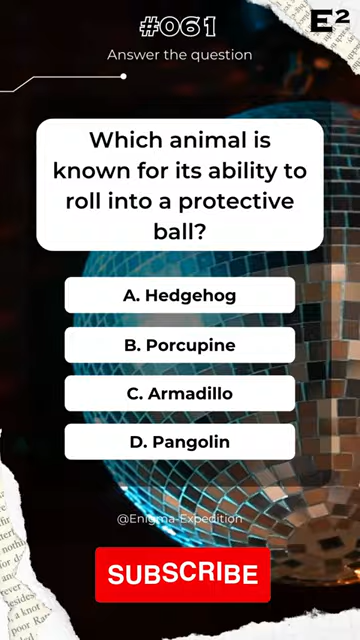 #061
E²
Answer the question
Which animal is
known for its ability to
roll into a protective
ball?
A. Hedgehog
B. Porcupine
C. Armadillo
D. Pangolin
@Enigma-Expedition
SUBSCRIBE